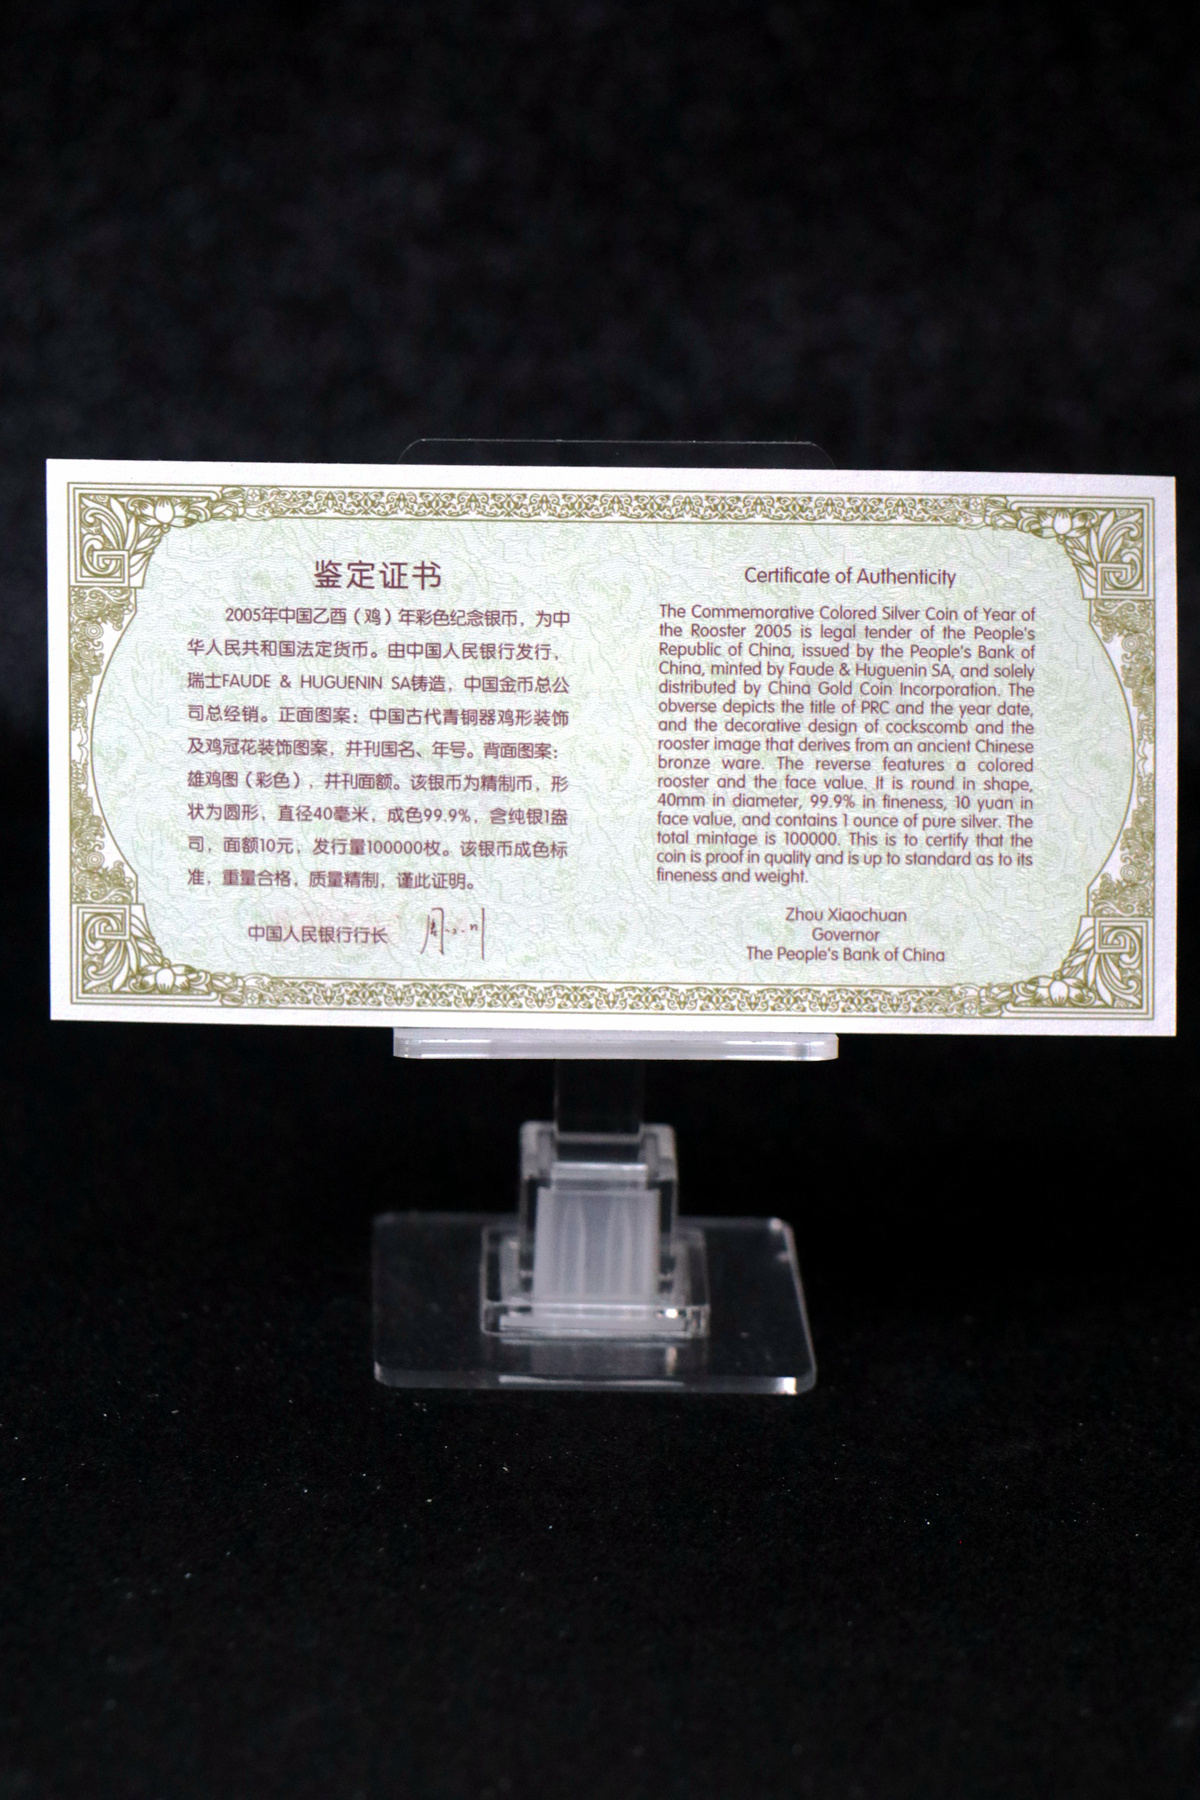 鉴定证书
2005年中国乙酉（鸡）年彩色纪念银币，为中
华人民共和国法定货币。由中国人民银行发行，
瑞士FAUDE & HUGUENIN SA铸造，中国金币总公
司总经销。正面图案：中国古代青铜器鸡形装饰
及鸡冠花装饰图案，并刊国名、年号。背面图案：
雄鸡图（彩色），并刊面额。该银币为精制币，形
状为圆形，直径40毫米，成色99.9%，含纯银1盎
司，面额10元，发行量100000枚。该银币成色标
准，重量合格，质量精制，谨此证明。
中国人民银行行长
Certificate of Authenticity
The Commemorative Colored Silver Coin of Year of
the Rooster 2005 is legal tender of the People's
Republic of China, issued by the People's Bank of
China, minted by Faude & Huguenin SA, and solely
distributed by China Gold Coin Incorporation. The
obverse depicts the title of PRC and the year date,
and the decorative design of cockscomb and the
rooster image that derives from an ancient Chinese
bronze ware. The reverse features a colored
rooster and the face value. It is round in shape,
40mm in diameter, 99.9% in fineness, 10 yuan in
face value, and contains 1 ounce of pure silver. The
total mintage is 100000. This is to certify that the
coin is proof in quality and is up to standard as to its
fineness and weight.
Zhou Xiaochuan
Governor
The People's Bank of China